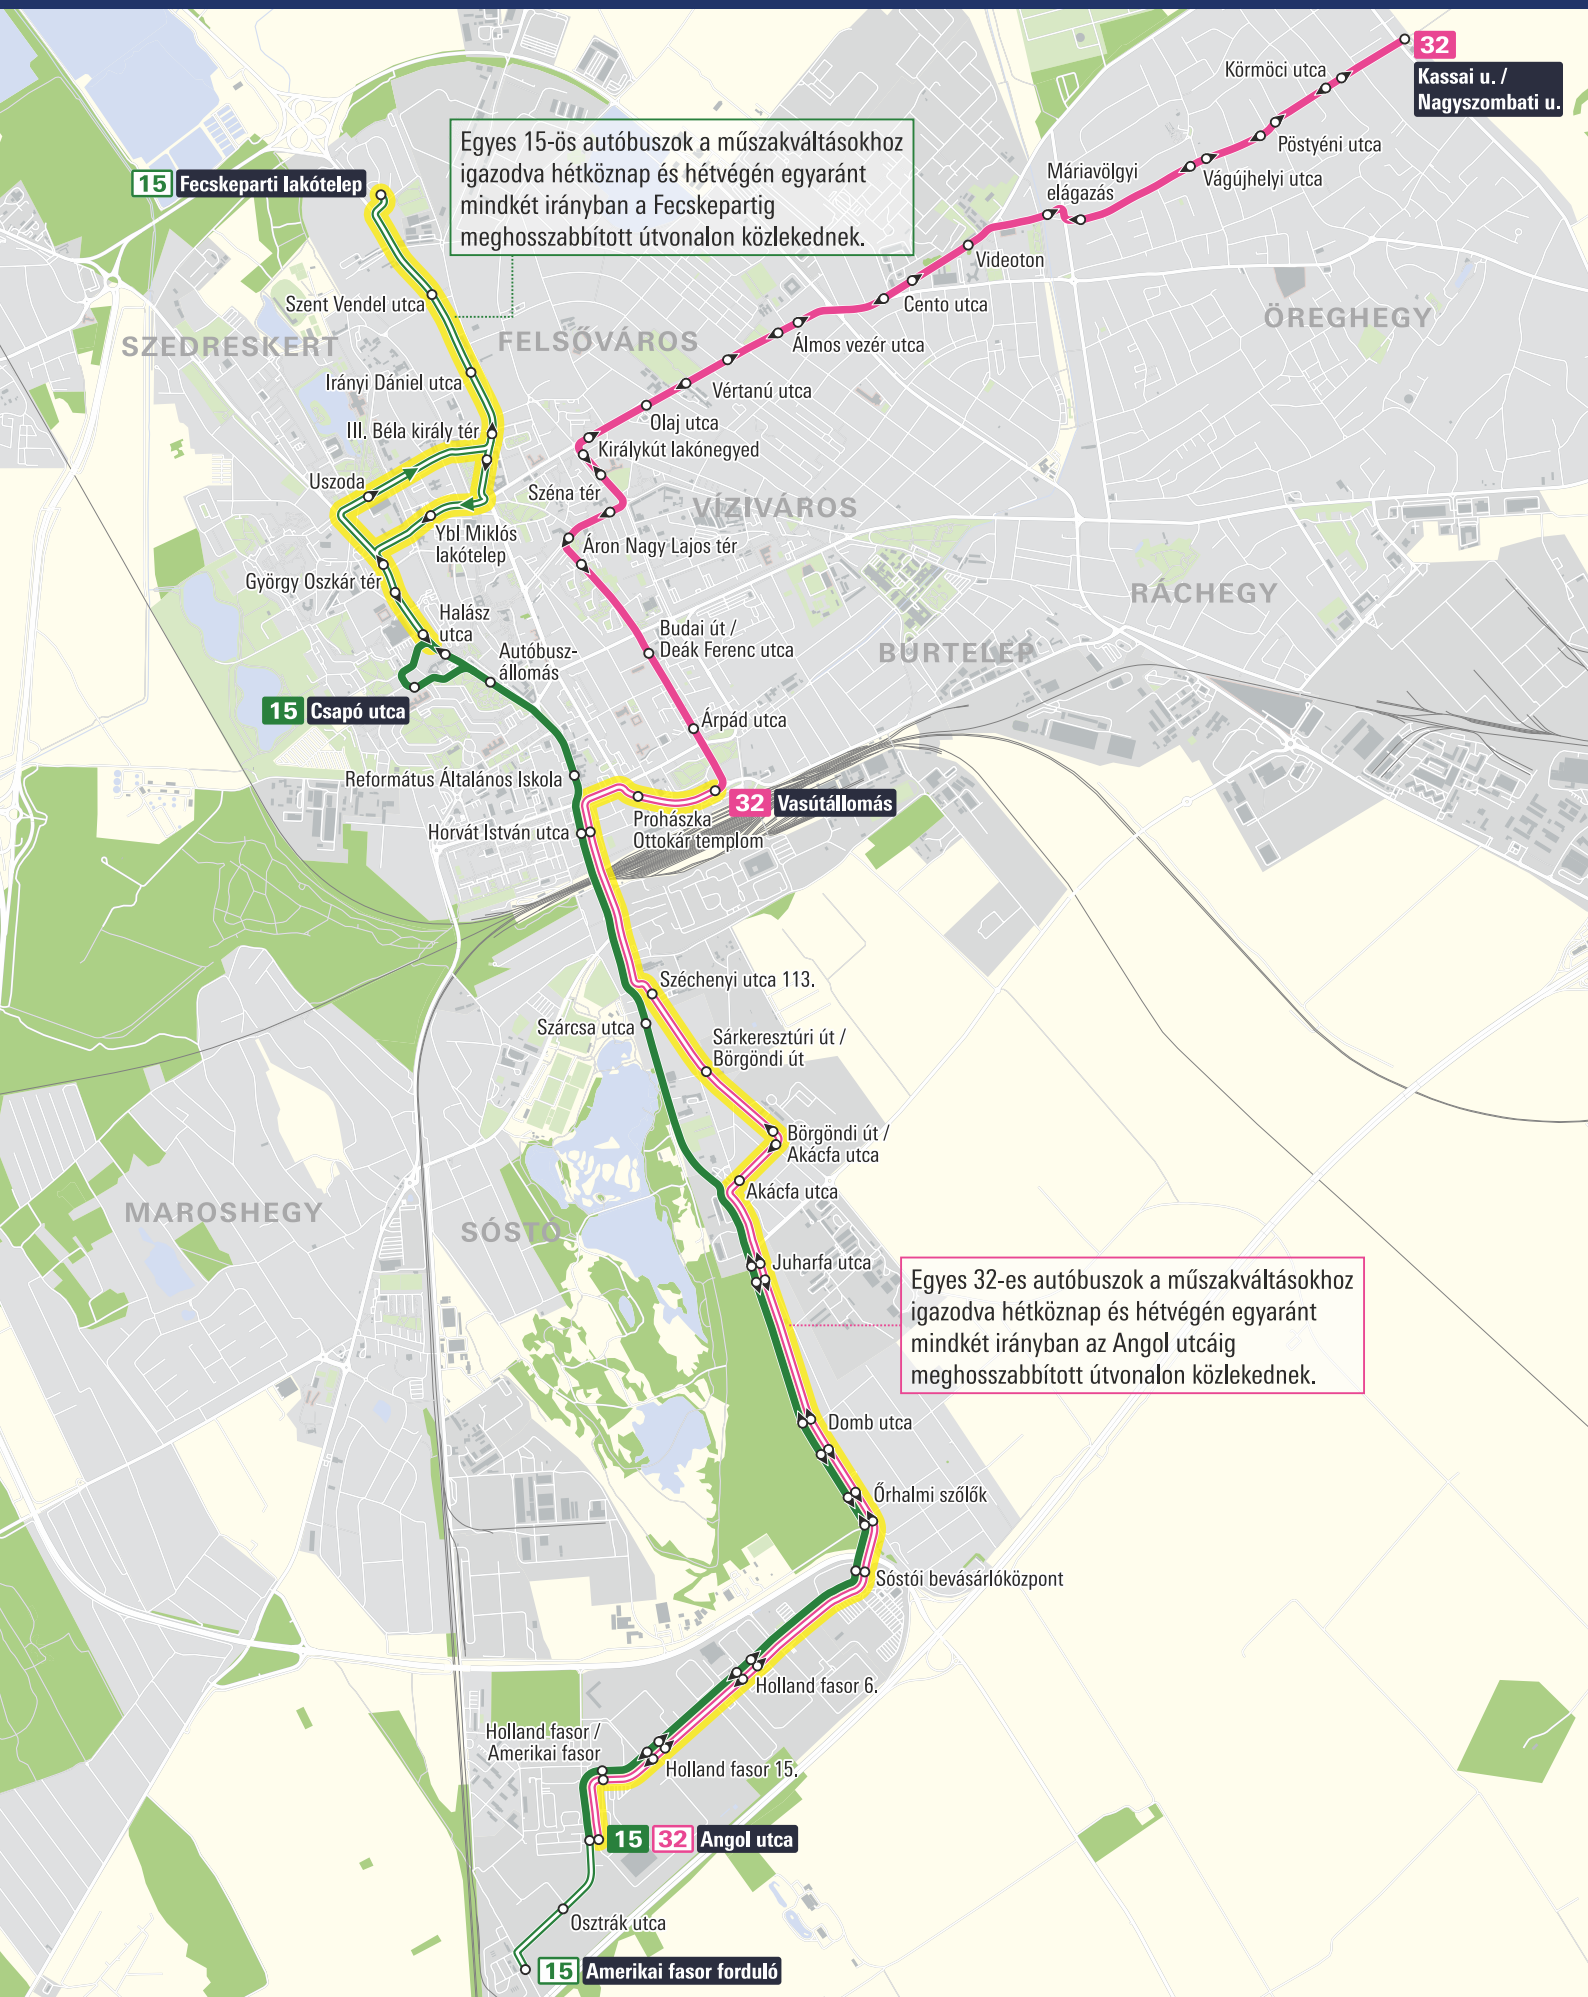 32
Kassai u. /
Nagyszombati u.
Körmöci utca
Pöstyéni utca
Vágújhelyi utca
Máriavölgyi
elágazás
Videoton
Cento utca
Álmos vezér utca
Vértanú utca
Olaj utca
Királykút lakónegyed
Széna tér
Áron Nagy Lajos tér
Budai út /
Deák Ferenc utca
Árpád utca
32 Vasútállomás
Prohászka
Ottokár templom
Egyes 15-ös autóbuszok a műszakváltásokhoz
igazodva hétköznap és hétvégén egyaránt
mindkét irányban a Fecskepartig
meghosszabbított útvonalon közlekednek.
15 Fecskeparti lakótelep
Szent Vendel utca
Irányi Dániel utca
III. Béla király tér
Uszoda
Ybl Miklós
lakótelep
György Oszkár tér
Halász
utca
Autóbusz-
állomás
15 Csapó utca
Református Általános Iskola
Horvát István utca
Széchenyi utca 113.
Szárcsa utca
Sárkeresztúri út /
Börgöndi út
Börgöndi út /
Akácfa utca
Akácfa utca
Juharfa utca
Egyes 32-es autóbuszok a műszakváltásokhoz
igazodva hétköznap és hétvégén egyaránt
mindkét irányban az Angol utcáig
meghosszabbított útvonalon közlekednek.
Domb utca
Őrhalmi szőlők
Sóstói bevásárlóközpont
Holland fasor 6.
Holland fasor /
Amerikai fasor
Holland fasor 15.
15 32 Angol utca
Osztrák utca
15 Amerikai fasor forduló
SZEDRESKERT
FELSŐVÁROS
ÖREGHEGY
VÍZIVÁROS
RÁCHEGY
BÚRTELEP
MAROSHEGY
SÓSTÓ